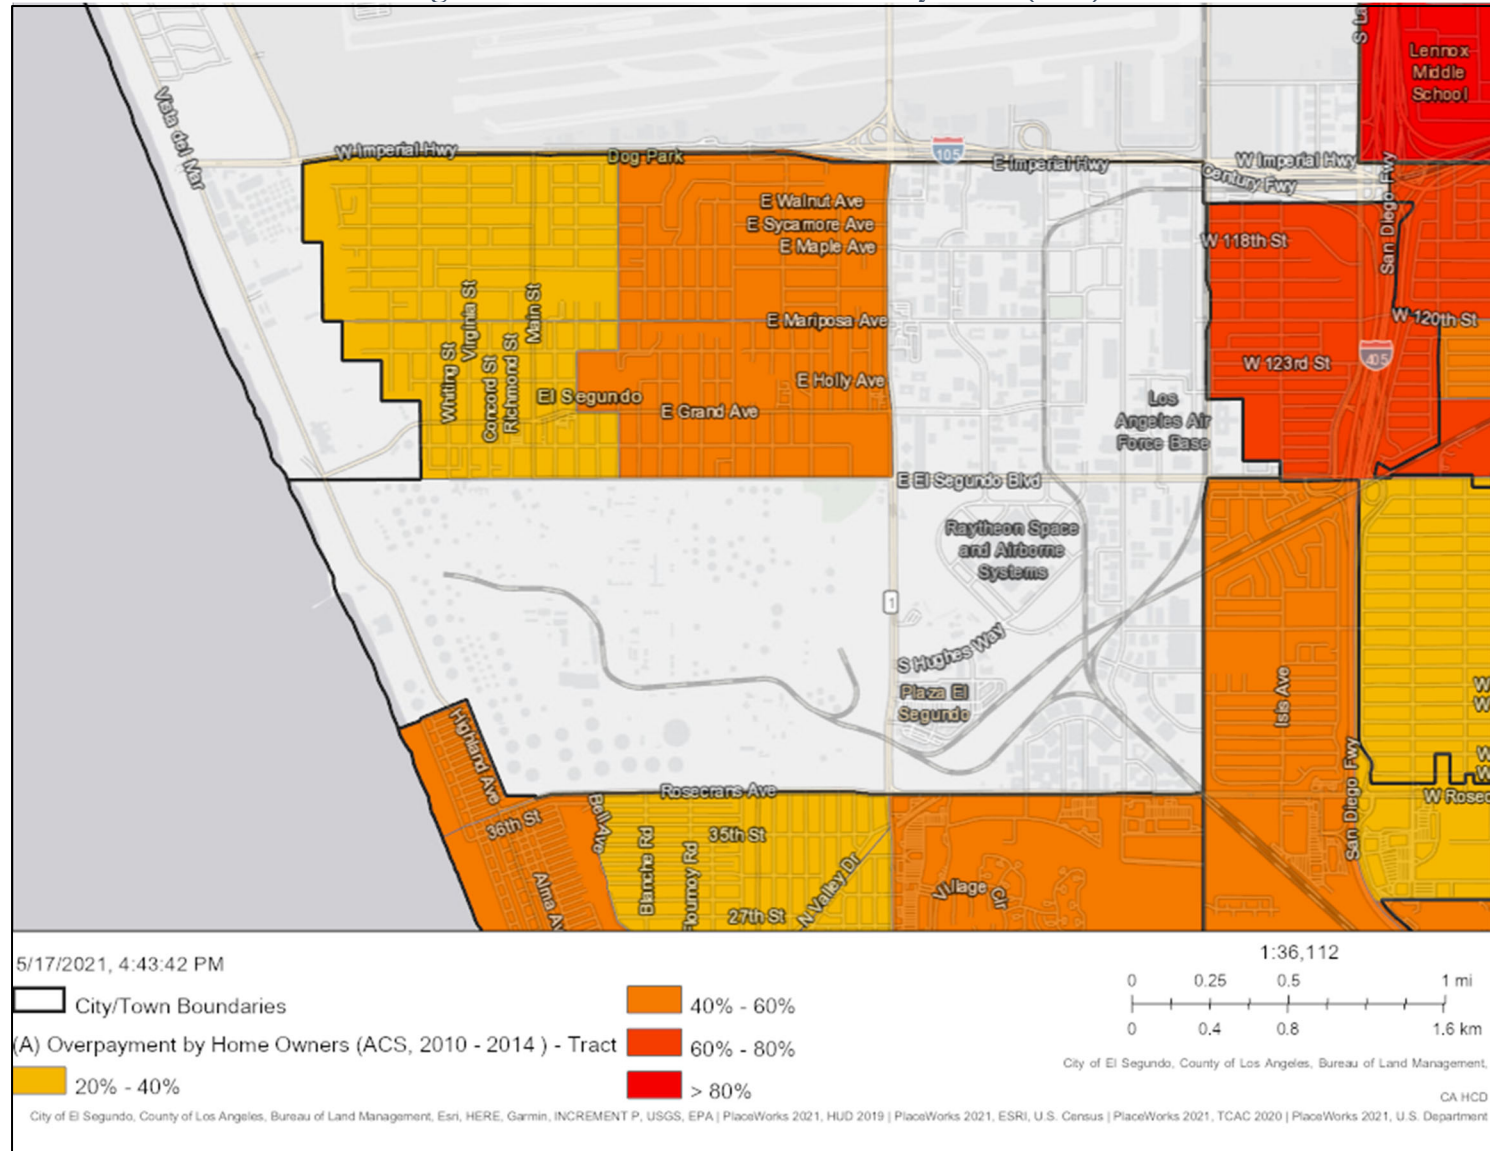 S La
Lennox
Middle
School
Vista del Mar
W Imperial Hwy
Dog Park
105
E Imperial Hwy
W Imperial Hwy
Century Fwy
San Diego Fwy
E Walnut Ave
E Sycamore Ave
E Maple Ave
W 118th St
Whiting St
Virginia St
Concord St
Richmond St
Main St
E Mariposa Ave
W 120th St
405
W 123rd St
E Holly Ave
El Segundo
E Grand Ave
Los
Angeles Air
Force Base
E El Segundo Blvd
Raytheon Space
and Airborne
Systems
1
S Hughes Way
Plaza El
Segundo
Isis Ave
W
W
W
W
San Diego Fwy
Highland Ave
Rosecrans Ave
W Rosec
36th St
Bell Ave
Blanche Rd
35th St
Flournoy Rd
N Valley Dr
Village Cir
Alma Av
27th St
5/17/2021, 4:43:42 PM
City/Town Boundaries
(A) Overpayment by Home Owners (ACS, 2010 - 2014 ) - Tract
20% - 40%
40% - 60%
60% - 80%
> 80%
1:36,112
0 0.25 0.5 1 mi
0 0.4 0.8 1.6 km
City of El Segundo, County of Los Angeles, Bureau of Land Management,
CA HCD
City of El Segundo, County of Los Angeles, Bureau of Land Management, Esri, HERE, Garmin, INCREMENT P, USGS, EPA | PlaceWorks 2021, HUD 2019 | PlaceWorks 2021, ESRI, U.S. Census | PlaceWorks 2021, TCAC 2020 | PlaceWorks 2021, U.S. Department